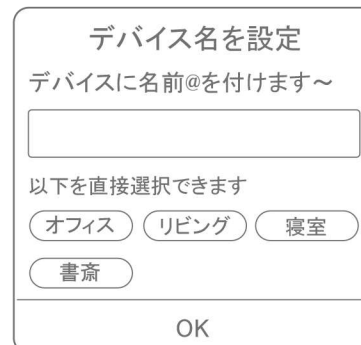 デバイス名を設定
デバイスに名前@を付けます～
以下を直接選択できます
オフィス リビング 寝室
書斎
OK